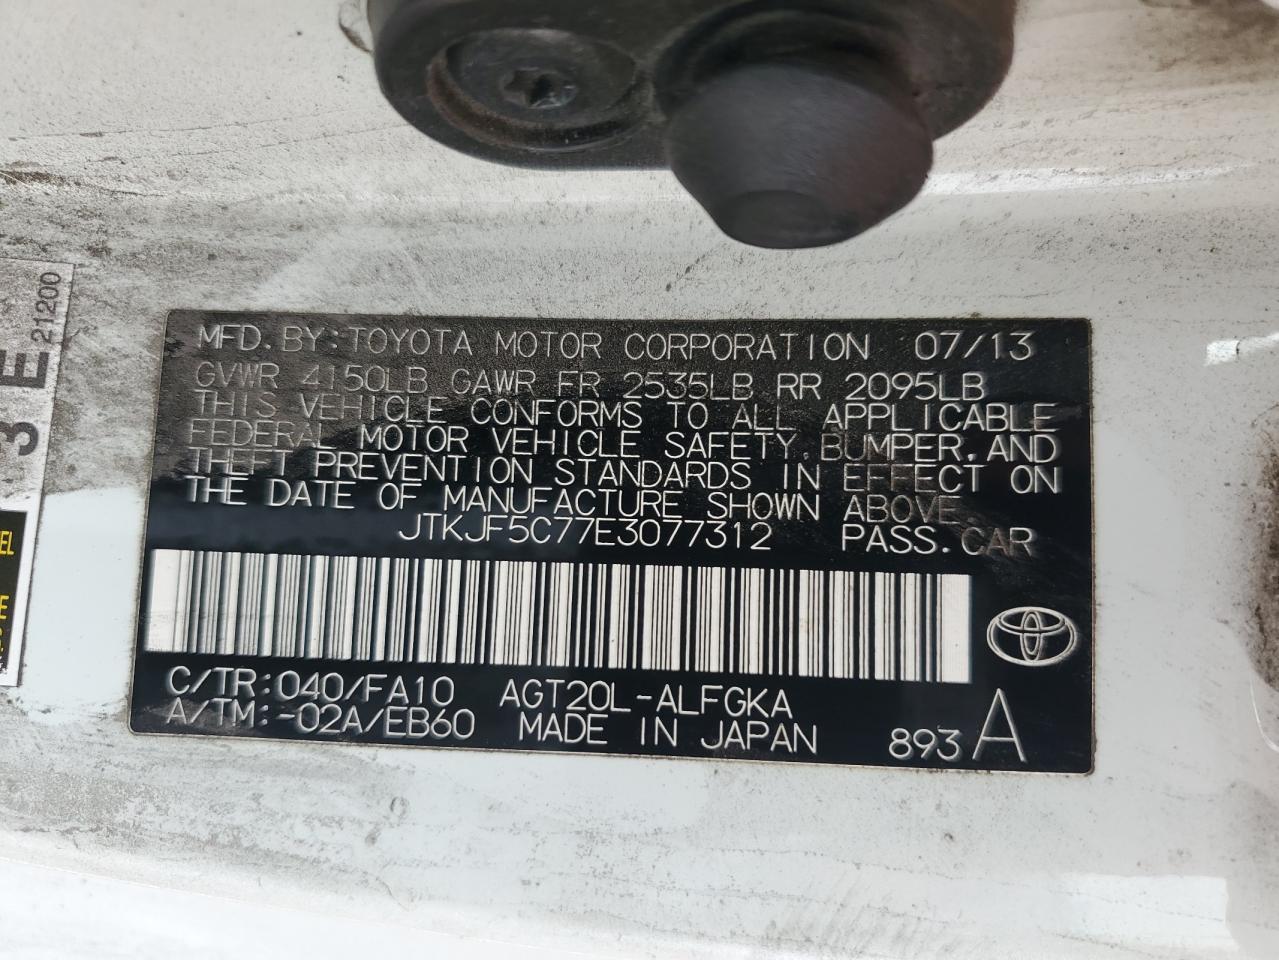 MFD. BY: TOYOTA MOTOR CORPORATION 07/13
GVWR 4150LB GAWR FR 2535LB RR 2095LB
THIS VEHICLE CONFORMS TO ALL APPLICABLE
FEDERAL MOTOR VEHICLE SAFETY, BUMPER, AND
THEFT PREVENTION STANDARDS IN EFFECT ON
THE DATE OF MANUFACTURE SHOWN ABOVE.
JTKJF5C77E3077312 PASS. CAR
C/TR: 040/FA10 AGT20L-ALFGKA
A/TM: -02A/EB60 MADE IN JAPAN 893 A
3E
21200